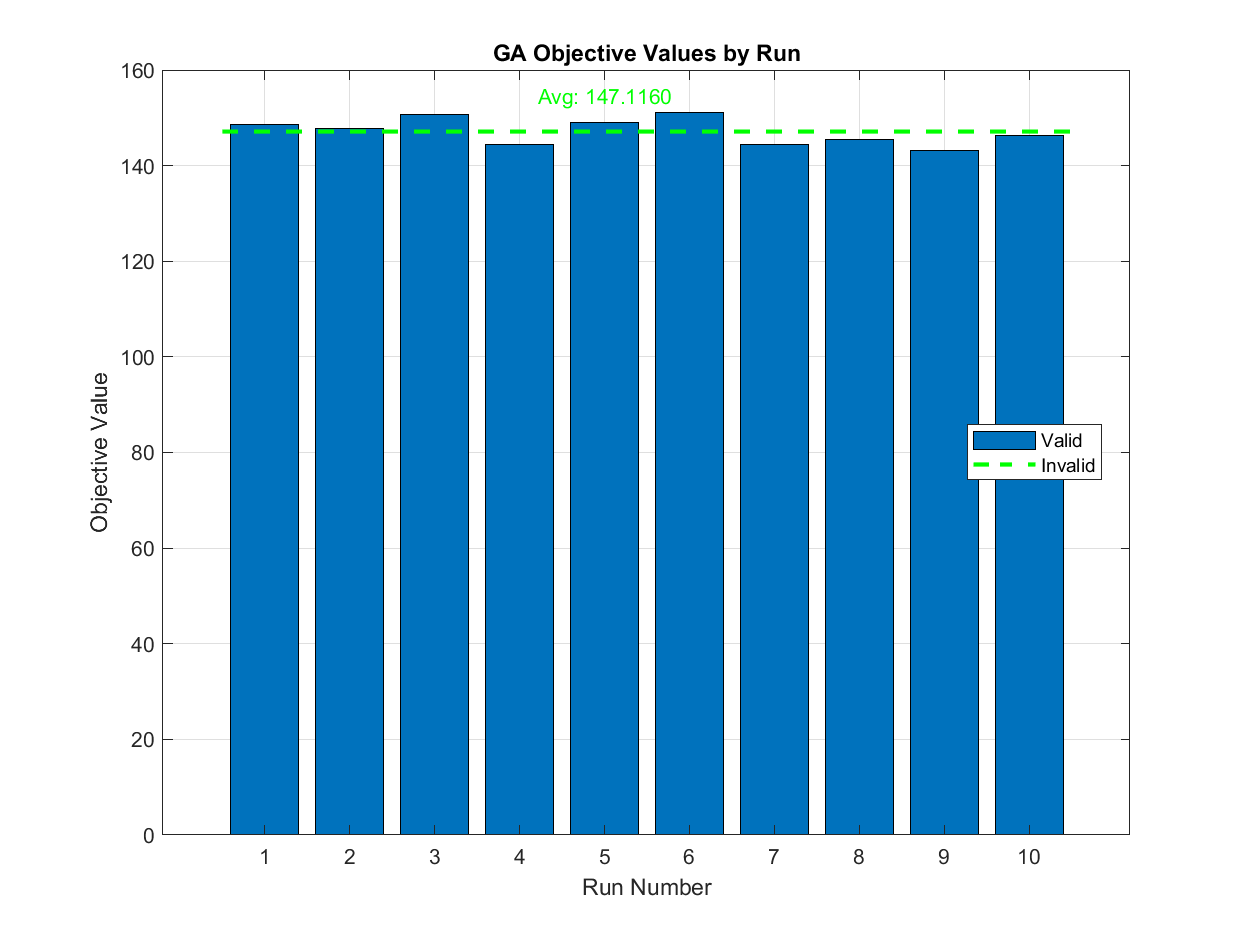 GA Objective Values by Run
Avg: 147.1160
160
140
120
100
80
60
40
20
0
Objective Value
Valid
Invalid
1 2 3 4 5 6 7 8 9 10
Run Number